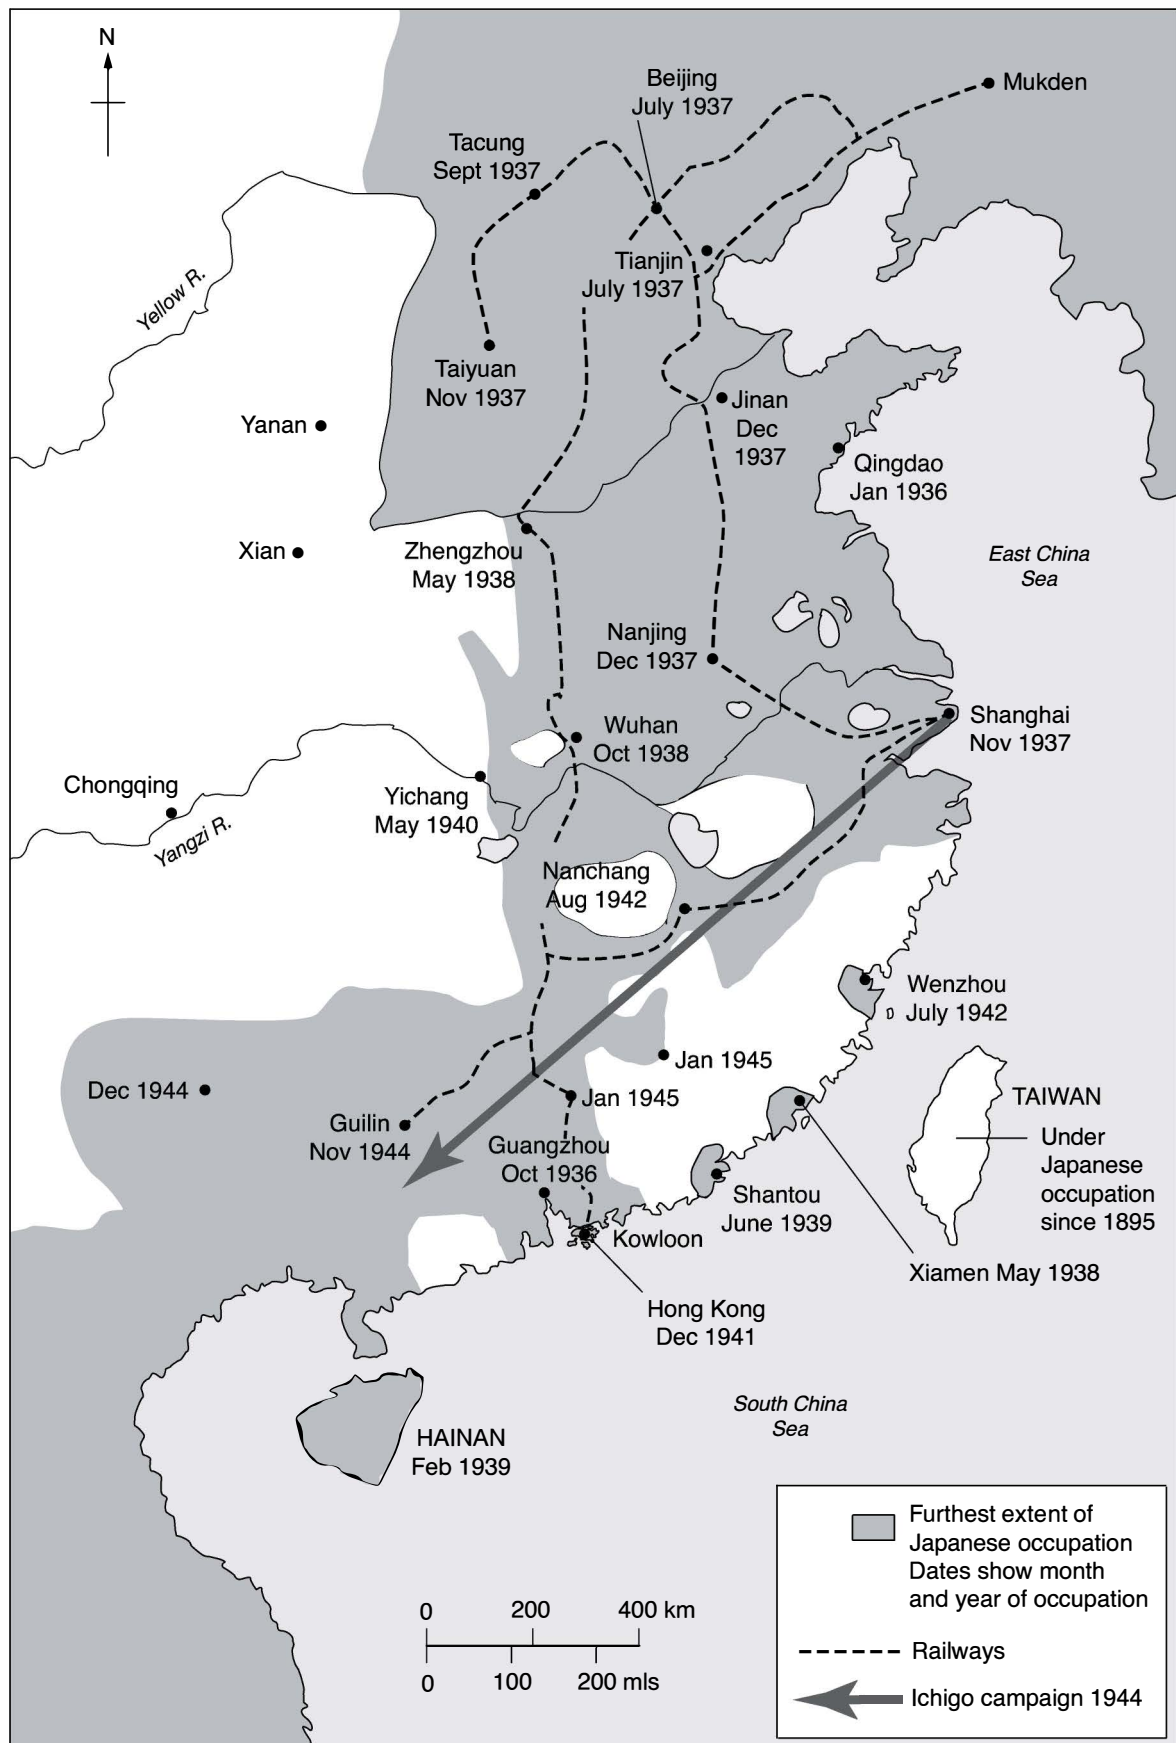 N
Beijing
July 1937
Mukden
Tacung
Sept 1937
Tianjin
July 1937
Yellow R.
Taiyuan
Nov 1937
Jinan
Dec
1937
Yanan
Qingdao
Jan 1936
Zhengzhou
May 1938
Xian
East China
Sea
Nanjing
Dec 1937
Shanghai
Nov 1937
Wuhan
Oct 1938
Chongqing
Yangzi R.
Yichang
May 1940
Nanchang
Aug 1942
Wenzhou
July 1942
Jan 1945
Dec 1944
Jan 1945
TAIWAN
Under
Japanese
occupation
since 1895
Guilin
Nov 1944
Guangzhou
Oct 1936
Shantou
June 1939
Kowloon
Xiamen May 1938
Hong Kong
Dec 1941
South China
Sea
HAINAN
Feb 1939
Furthest extent of
Japanese occupation
Dates show month
and year of occupation
Railways
Ichigo campaign 1944
0 200 400 km
0 100 200 mls